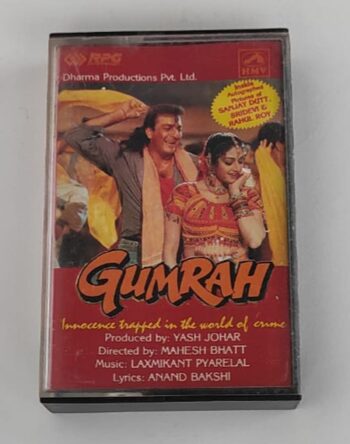 RPG
HMV
Dharma Productions Pvt. Ltd.
Inside
Autographed
Pictures of
SANJAY DUTT,
SRIDEVI &
RAHUL ROY
GUMRAH
Innocence trapped in the world of crime
Produced by: YASH JOHAR
Directed by: MAHESH BHATT
Music: LAXMIKANT PYARELAL
Lyrics: ANAND BAKSHI